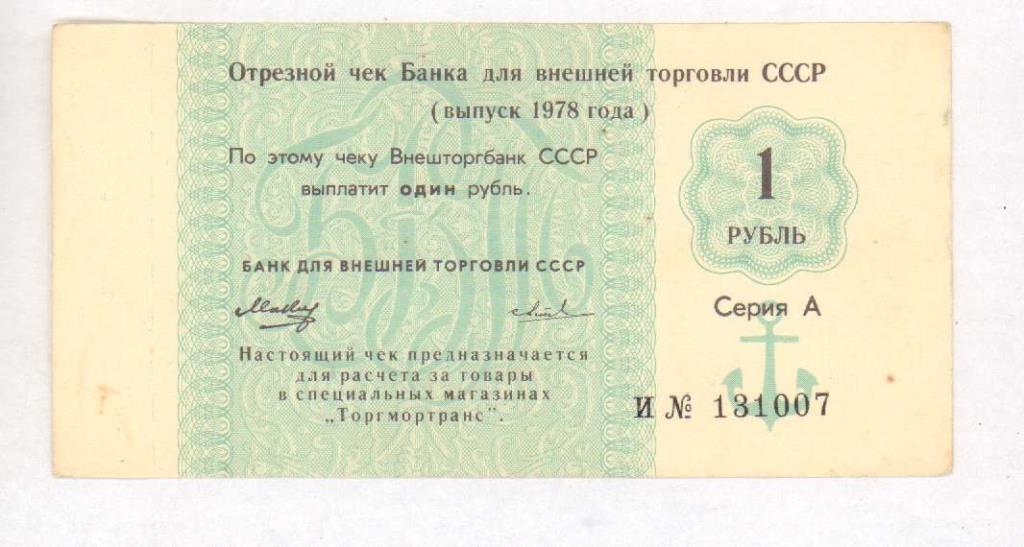 Отрезной чек Банка для внешней торговли СССР
(выпуск 1978 года)
По этому чеку Внешторгбанк СССР
выплатит один рубль.
1
РУБЛЬ
БАНК ДЛЯ ВНЕШНЕЙ ТОРГОВЛИ СССР
Серия А
Настоящий чек предназначается
для расчета за товары
в специальных магазинах
„Торгмортранс".
И № 131007